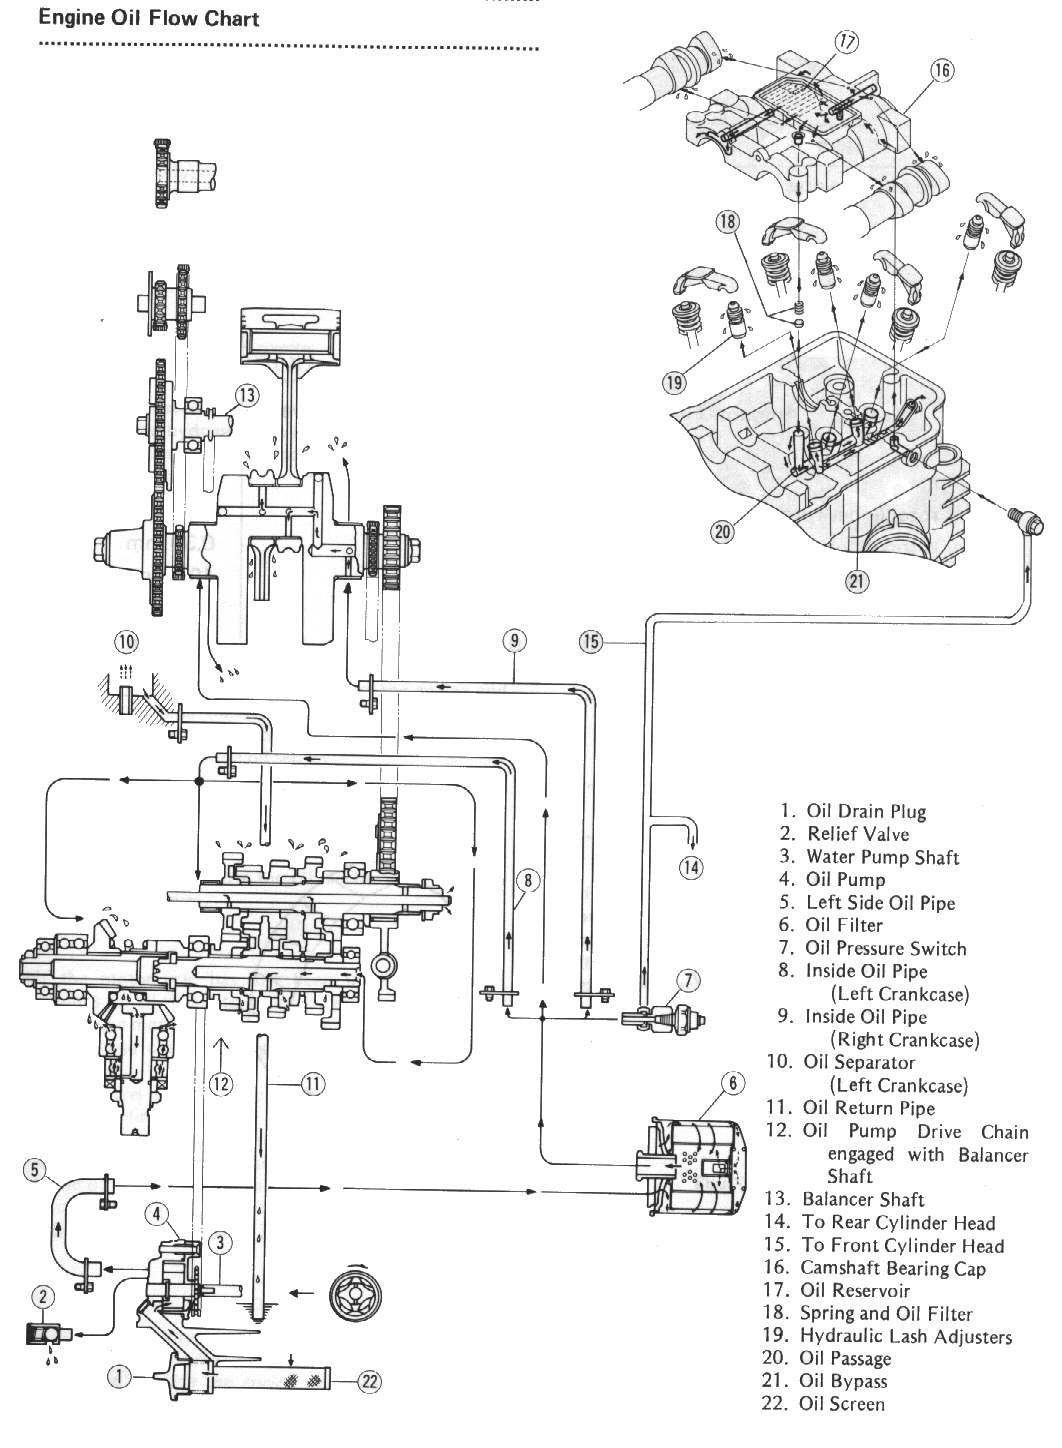 Engine Oil Flow Chart
17
16
18
19
20
21
13
10
9
15
14
8
7
12
11
6
5
4
3
2
1
22
1. Oil Drain Plug
2. Relief Valve
3. Water Pump Shaft
4. Oil Pump
5. Left Side Oil Pipe
6. Oil Filter
7. Oil Pressure Switch
8. Inside Oil Pipe
(Left Crankcase)
9. Inside Oil Pipe
(Right Crankcase)
10. Oil Separator
(Left Crankcase)
11. Oil Return Pipe
12. Oil Pump Drive Chain
engaged with Balancer
Shaft
13. Balancer Shaft
14. To Rear Cylinder Head
15. To Front Cylinder Head
16. Camshaft Bearing Cap
17. Oil Reservoir
18. Spring and Oil Filter
19. Hydraulic Lash Adjusters
20. Oil Passage
21. Oil Bypass
22. Oil Screen